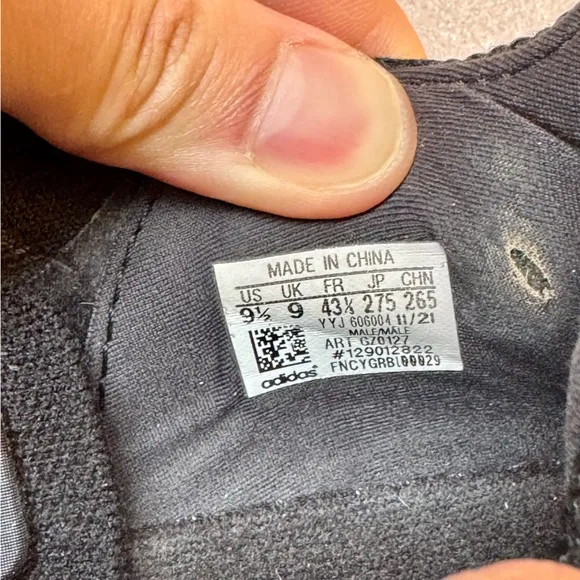 MADE IN CHINA
US UK FR JP CHN
9½ 9 43⅓ 275 265
YYJ 606004 11/21
MALE/MALE
ART GZ0127
#129012822
adidas FNCYGRBL00029